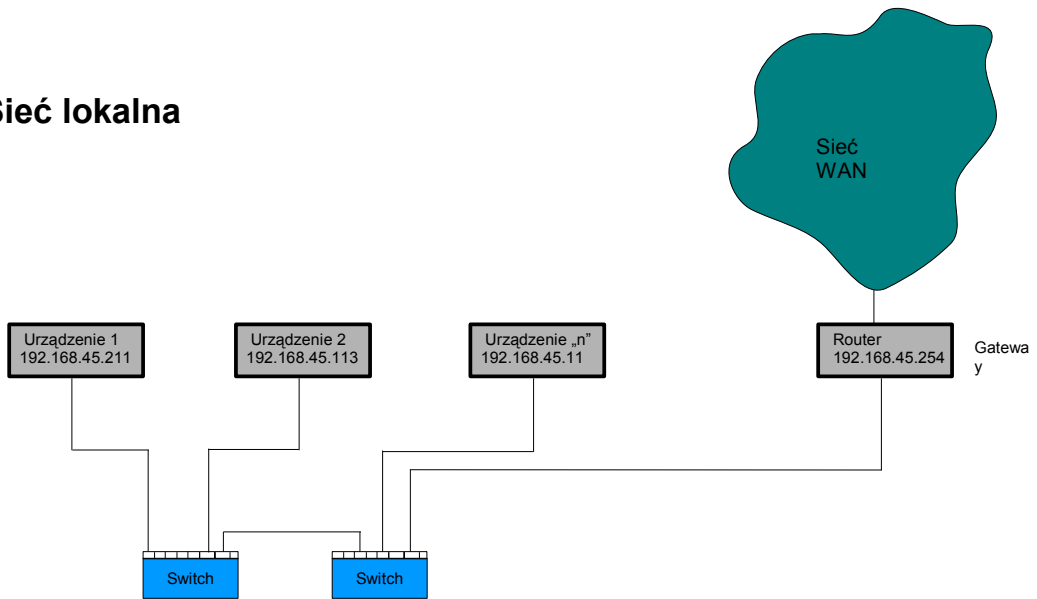 ieć lokalna
Sieć
WAN
Urządzenie 1
192.168.45.211
Urządzenie 2
192.168.45.113
Urządzenie „n”
192.168.45.11
Router
192.168.45.254
Gatewa
y
Switch
Switch